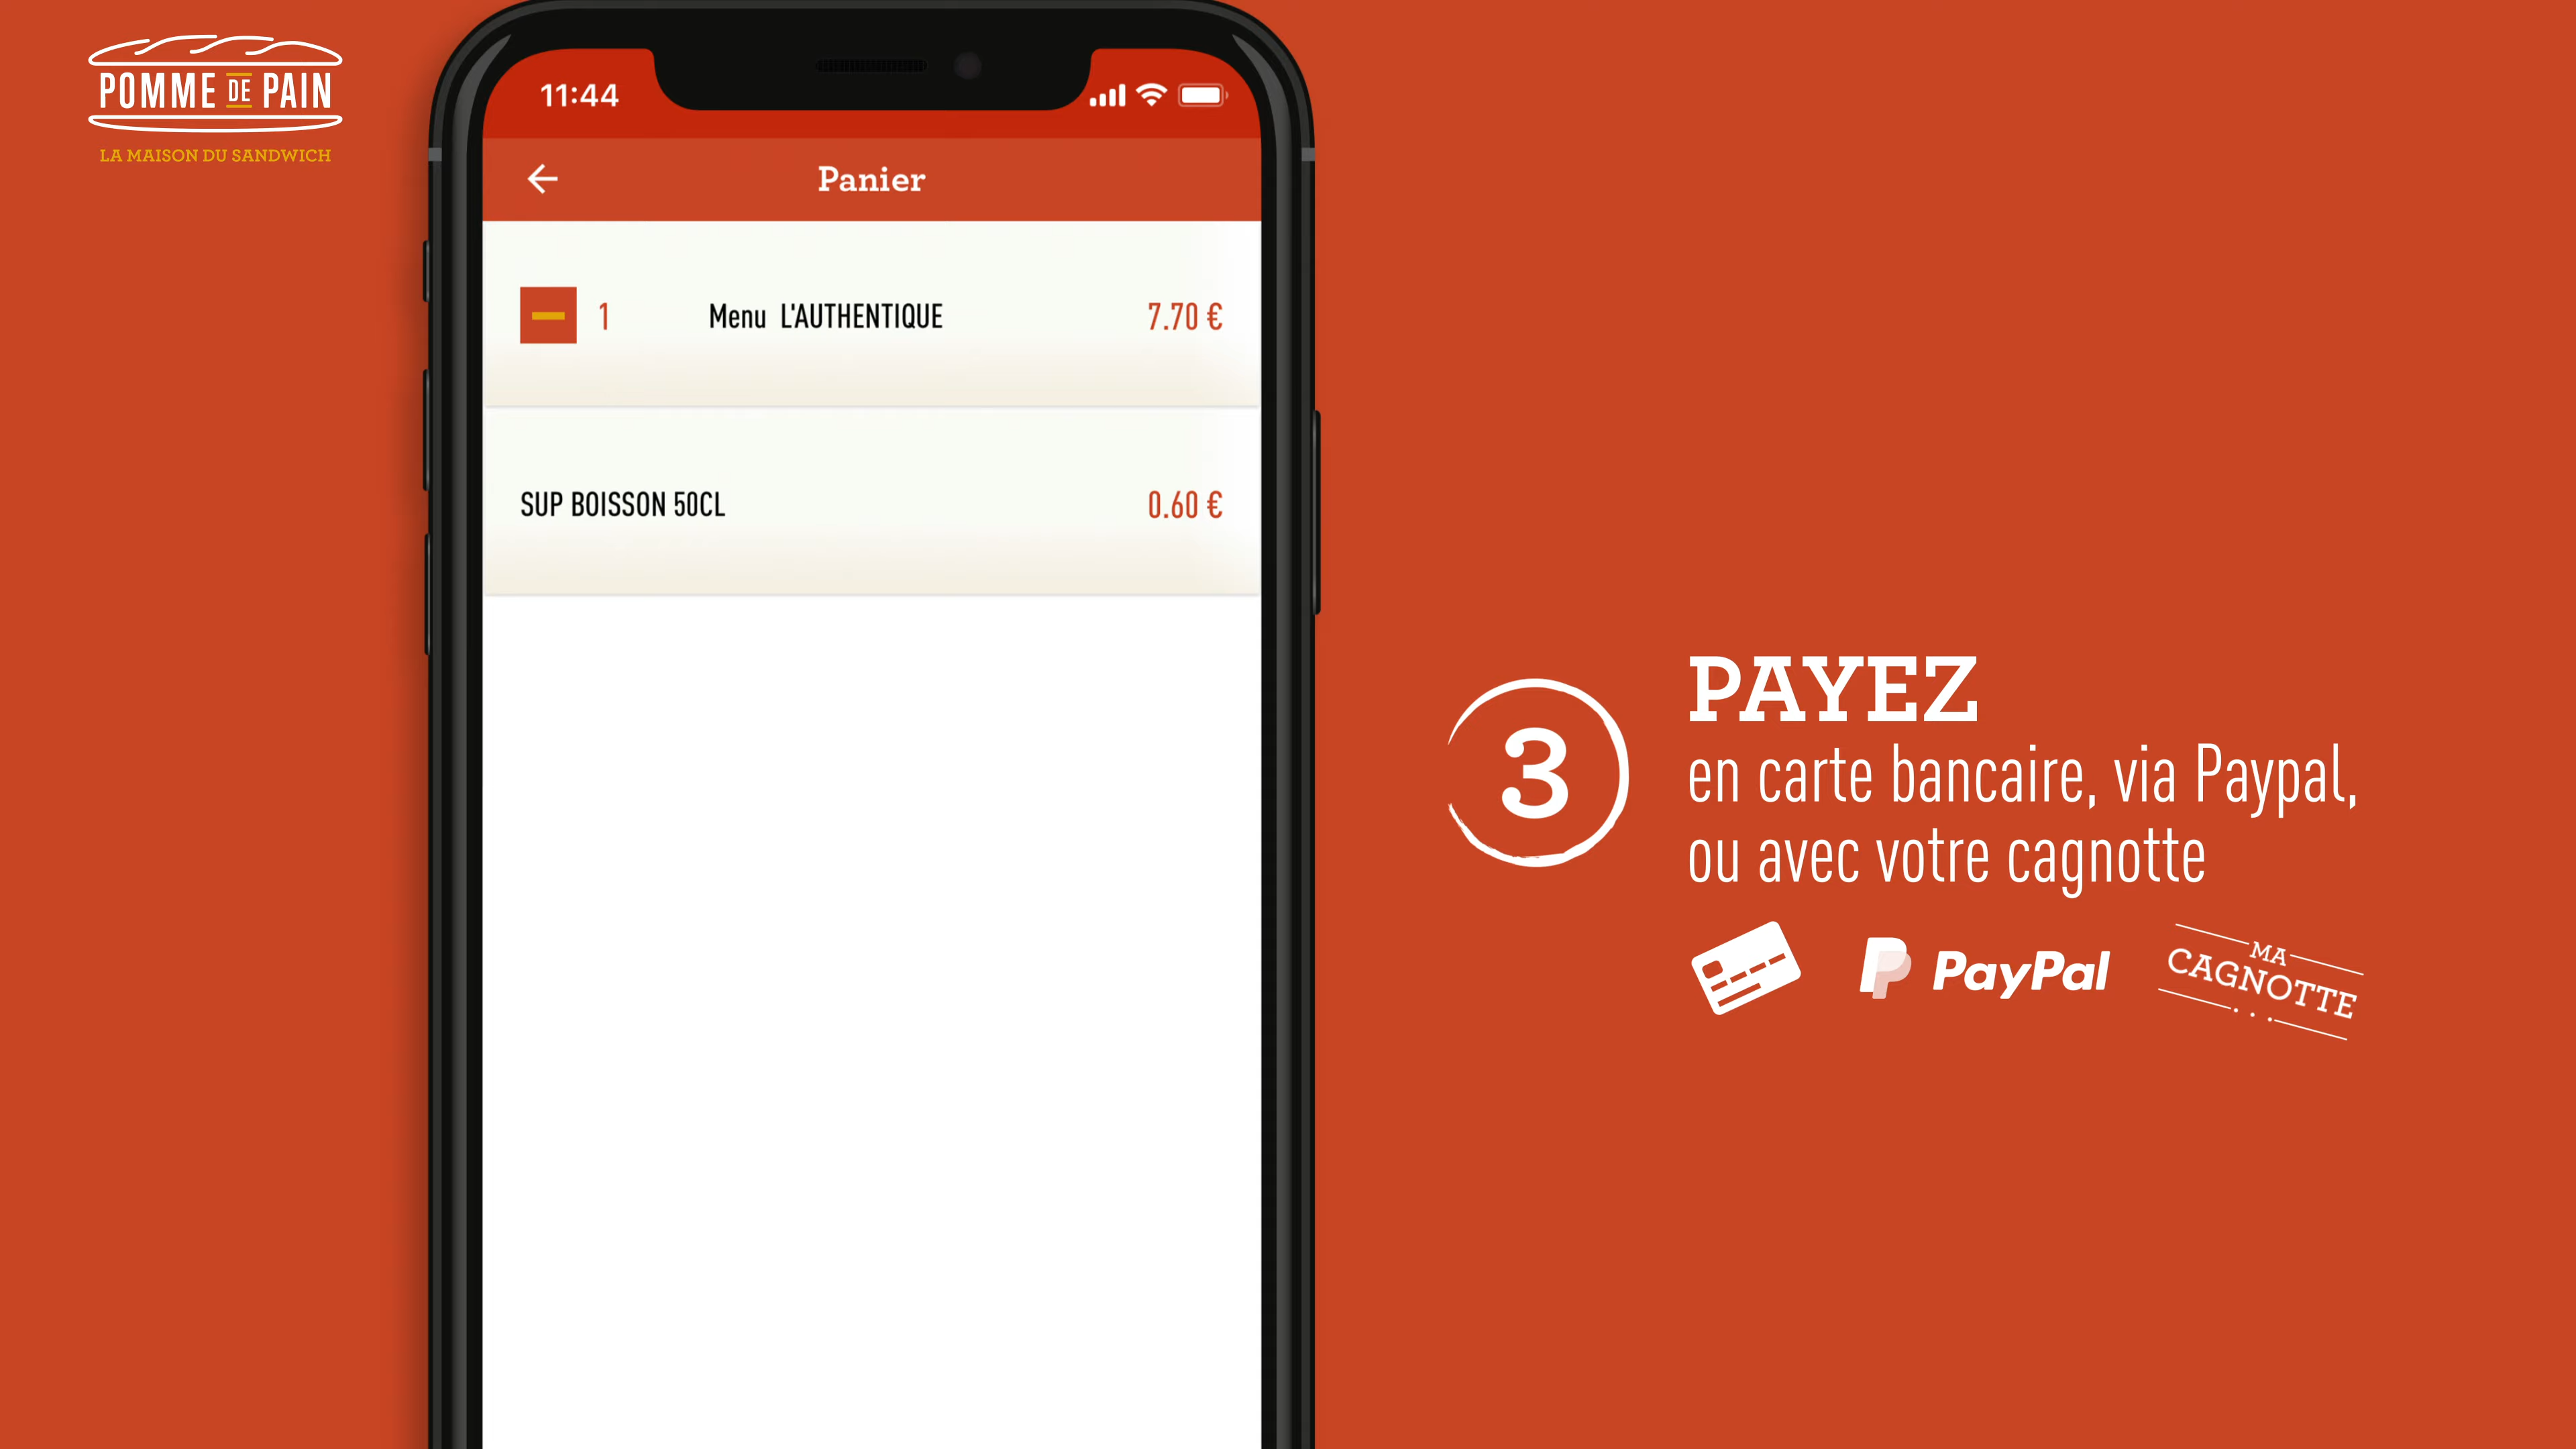 POMME DE PAIN
LA MAISON DU SANDWICH
11:44
Panier
1 Menu L'AUTHENTIQUE 7.70 €
SUP BOISSON 50CL 0.60 €
3
PAYEZ
en carte bancaire, via Paypal,
ou avec votre cagnotte
PayPal
MA
CAGNOTTE